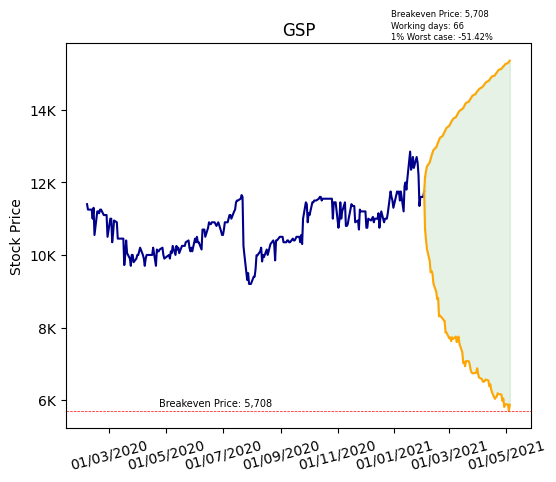 Breakeven Price: 5,708
Working days: 66
1% Worst case: -51.42%
GSP
Stock Price
14K
12K
10K
8K
6K
Breakeven Price: 5,708
01/03/2020
01/05/2020
01/07/2020
01/09/2020
01/11/2020
01/01/2021
01/03/2021
01/05/2021